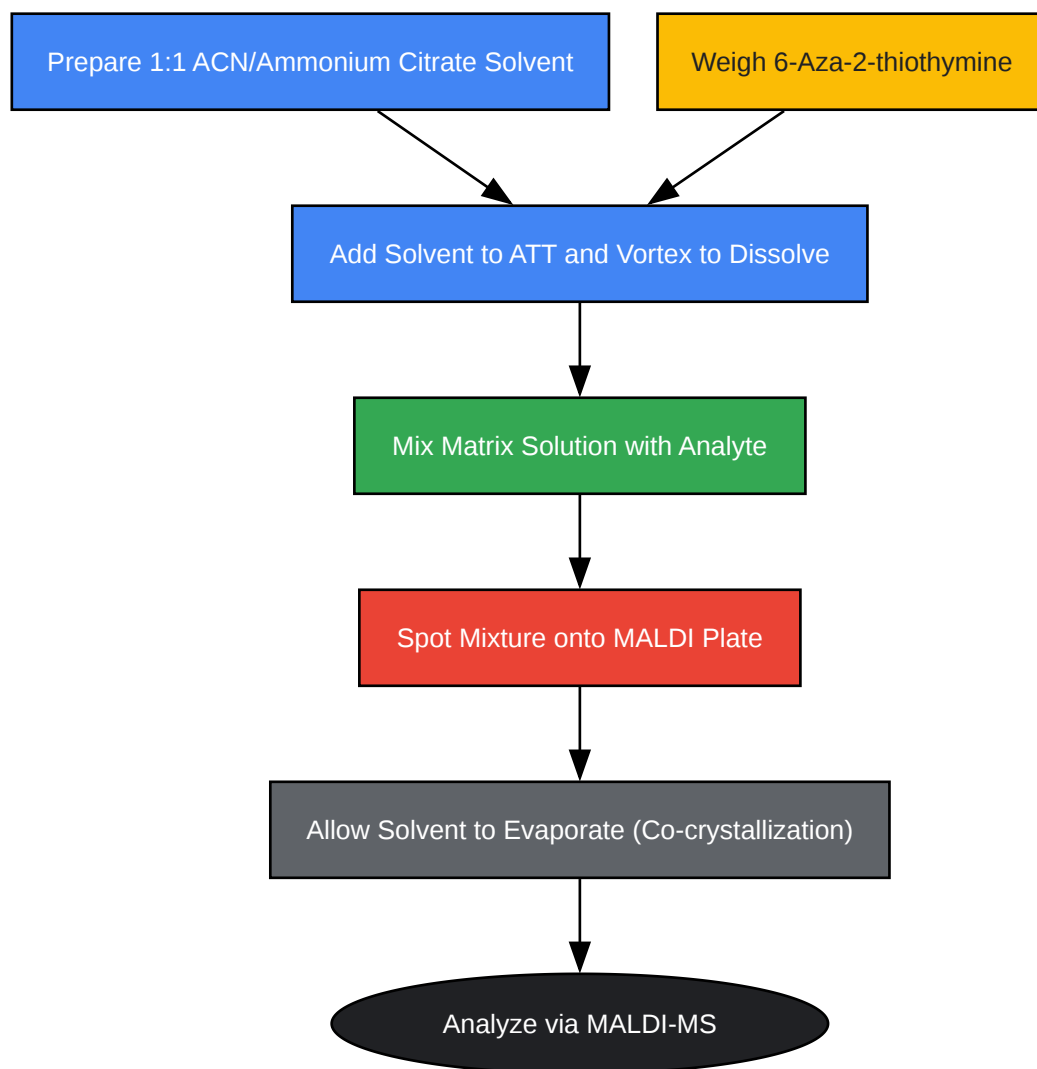 Prepare 1:1 ACN/Ammonium Citrate Solvent
Weigh 6-Aza-2-thiothymine
Add Solvent to ATT and Vortex to Dissolve
Mix Matrix Solution with Analyte
Spot Mixture onto MALDI Plate
Allow Solvent to Evaporate (Co-crystallization)
Analyze via MALDI-MS